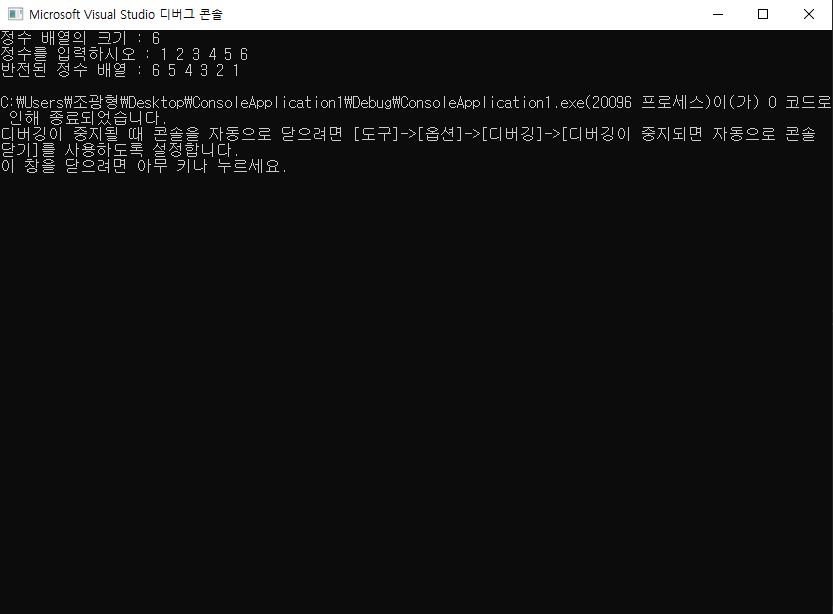 Microsoft Visual Studio 디버그 콘솔
정수 배열의 크기 : 6
정수를 입력하시오 : 1 2 3 4 5 6
반전된 정수 배열 : 6 5 4 3 2 1
C:₩Users₩조광형₩Desktop₩ConsoleApplication1₩Debug₩ConsoleApplication1.exe(20096 프로세스)이(가) 0 코드로
인해 종료되었습니다.
디버깅이 중지될 때 콘솔을 자동으로 닫으려면 [도구]->[옵션]->[디버깅]->[디버깅이 중지되면 자동으로 콘솔
닫기]를 사용하도록 설정합니다.
이 창을 닫으려면 아무 키나 누르세요.